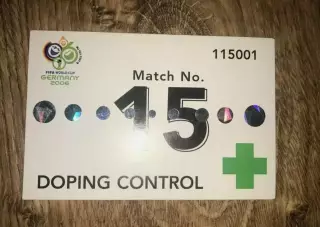 115001
FIFA WORLD CUP
GERMANY
2006
Match No.
15
DOPING CONTROL